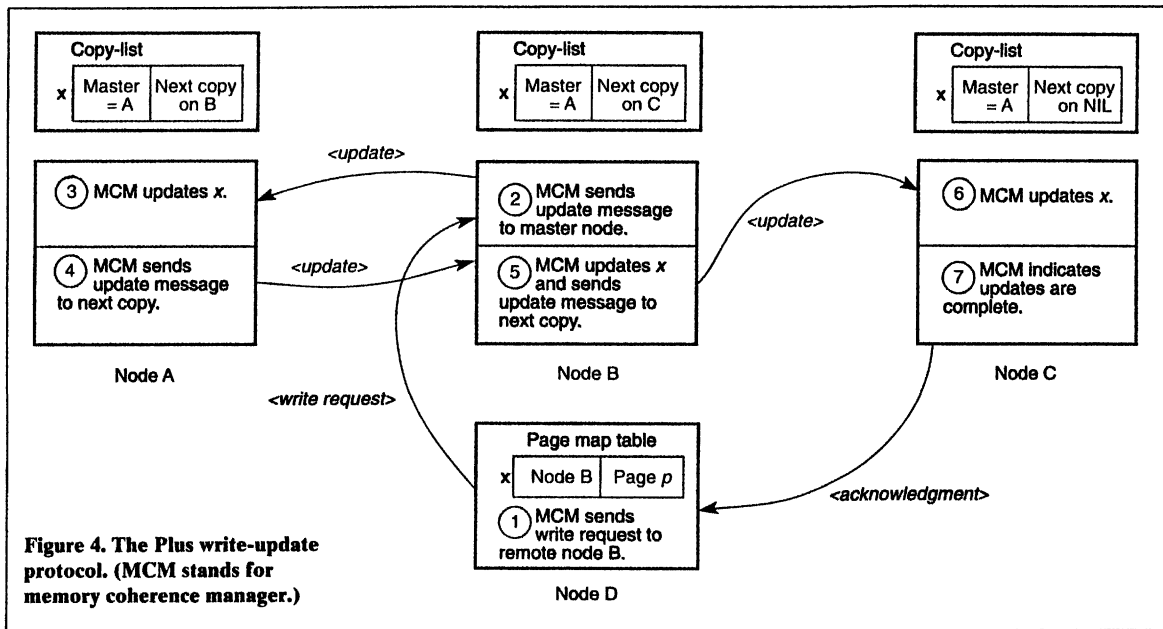 Copy-list
x
Master
= A
Next copy
on B
Copy-list
x
Master
= A
Next copy
on C
Copy-list
x
Master
= A
Next copy
on NIL
<update>
3 MCM updates x.
4 MCM sends
update message
to next copy.
Node A
<update>
2 MCM sends
update message
to master node.
5 MCM updates x
and sends
update message to
next copy.
Node B
<update>
6 MCM updates x.
7 MCM indicates
updates are
complete.
Node C
<write request>
Page map table
x
Node B
Page p
1 MCM sends
write request to
remote node B.
Node D
<acknowledgment>
Figure 4. The Plus write-update
protocol. (MCM stands for
memory coherence manager.)